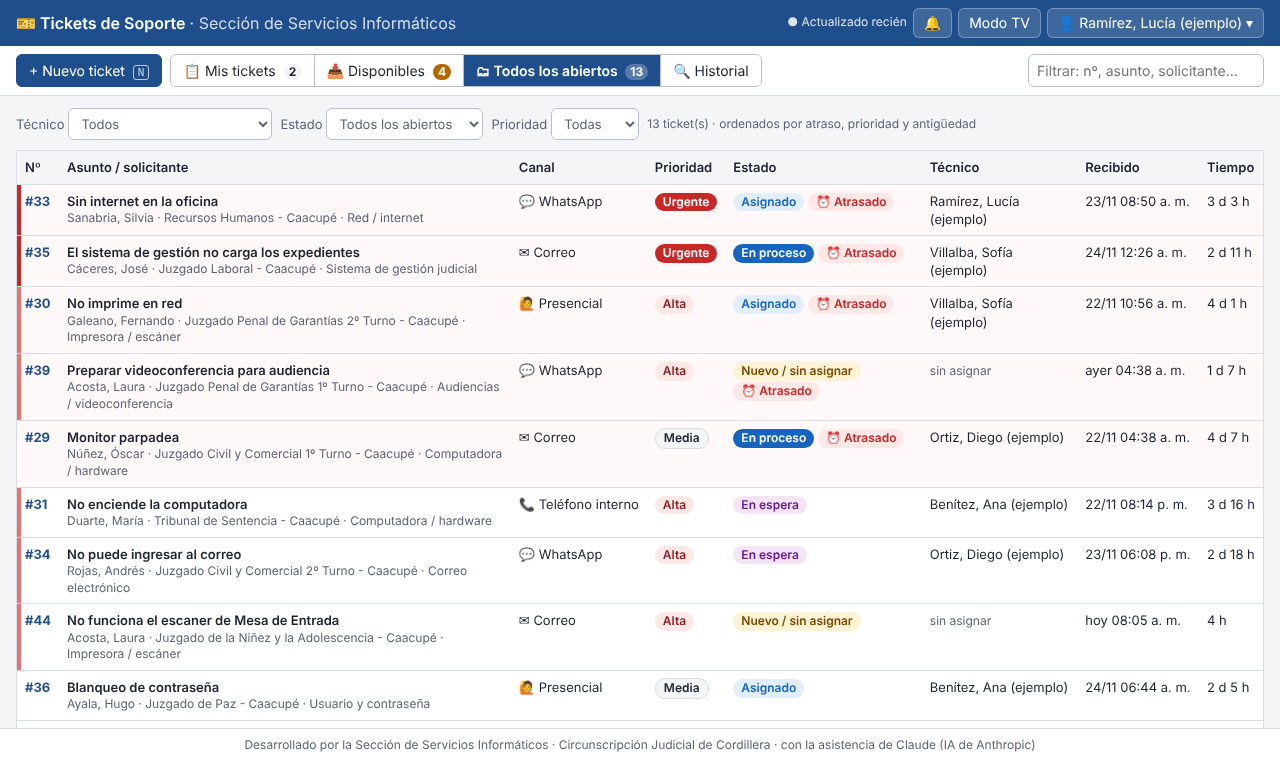 🎫 Tickets de Soporte · Sección de Servicios Informáticos
Actualizado recién
🔔
Modo TV
👤 Ramírez, Lucía (ejemplo) ▾
+ Nuevo ticket N
📋 Mis tickets 2
📥 Disponibles 4
🗂 Todos los abiertos 13
🔍 Historial
Filtrar: nº, asunto, solicitante...
Técnico Todos
Estado Todos los abiertos
Prioridad Todas
13 ticket(s) · ordenados por atraso, prioridad y antigüedad
Nº Asunto / solicitante Canal Prioridad Estado Técnico Recibido Tiempo
#33 Sin internet en la oficina 💬 WhatsApp Urgente Asignado ⏰ Atrasado Ramírez, Lucía 23/11 08:50 a. m. 3 d 3 h
Sanabria, Silvia · Recursos Humanos - Caacupé · Red / internet (ejemplo)
#35 El sistema de gestión no carga los expedientes ✉ Correo Urgente En proceso ⏰ Atrasado Villalba, Sofía 24/11 12:26 a. m. 2 d 11 h
Cáceres, José · Juzgado Laboral - Caacupé · Sistema de gestión judicial (ejemplo)
#30 No imprime en red 🙋 Presencial Alta Asignado ⏰ Atrasado Villalba, Sofía 22/11 10:56 a. m. 4 d 1 h
Galeano, Fernando · Juzgado Penal de Garantías 2º Turno - Caacupé · (ejemplo)
Impresora / escáner
#39 Preparar videoconferencia para audiencia 💬 WhatsApp Alta Nuevo / sin asignar sin asignar ayer 04:38 a. m. 1 d 7 h
Acosta, Laura · Juzgado Penal de Garantías 1º Turno - Caacupé · Audiencias ⏰ Atrasado
/ videoconferencia
#29 Monitor parpadea ✉ Correo Media En proceso ⏰ Atrasado Ortiz, Diego (ejemplo) 22/11 04:38 a. m. 4 d 7 h
Núñez, Óscar · Juzgado Civil y Comercial 1º Turno - Caacupé · Computadora
/ hardware
#31 No enciende la computadora 📞 Teléfono interno Alta En espera Benítez, Ana (ejemplo) 22/11 08:14 p. m. 3 d 16 h
Duarte, María · Tribunal de Sentencia - Caacupé · Computadora / hardware
#34 No puede ingresar al correo 💬 WhatsApp Alta En espera Ortiz, Diego (ejemplo) 23/11 06:08 p. m. 2 d 18 h
Rojas, Andrés · Juzgado Civil y Comercial 2º Turno - Caacupé · Correo
electrónico
#44 No funciona el escaner de Mesa de Entrada ✉ Correo Alta Nuevo / sin asignar sin asignar hoy 08:05 a. m. 4 h
Acosta, Laura · Juzgado de la Niñez y la Adolescencia - Caacupé ·
Impresora / escáner
#36 Blanqueo de contraseña 🙋 Presencial Media Asignado Benítez, Ana (ejemplo) 24/11 06:44 a. m. 2 d 5 h
Ayala, Hugo · Juzgado de Paz - Caacupé · Usuario y contraseña
Desarrollado por la Sección de Servicios Informáticos · Circunscripción Judicial de Cordillera · con la asistencia de Claude (IA de Anthropic)